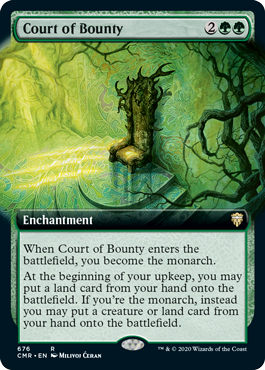 Court of Bounty 2
Enchantment
When Court of Bounty enters the
battlefield, you become the monarch.
At the beginning of your upkeep, you may
put a land card from your hand onto the
battlefield. If you're the monarch, instead
you may put a creature or land card from
your hand onto the battlefield.
676 R
CMR • EN Milivoj Ćeran ™ & © 2020 Wizards of the Coast